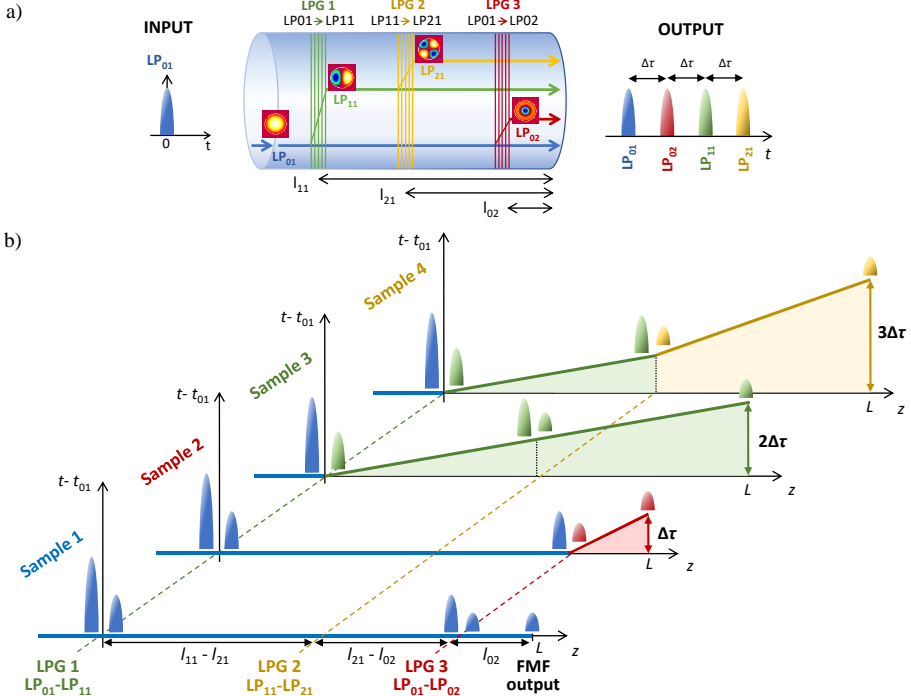 a)
INPUT
LP01
0
t
LPG 1
LP01→LP11
LPG 2
LP11→LP21
LPG 3
LP01→LP02
LP01
LP11
LP21
LP02
l11
l21
l02
OUTPUT
Δτ Δτ Δτ
LP01 LP02 LP11 LP21
t
b)
t- t01
Sample 4
3Δτ
L z
t- t01
Sample 3
2Δτ
L z
t- t01
Sample 2
Δτ
L z
t- t01
Sample 1
L z
l11 - l21
l21 - l02
l02
LPG 1
LP01-LP11
LPG 2
LP11-LP21
LPG 3
LP01-LP02
FMF
output